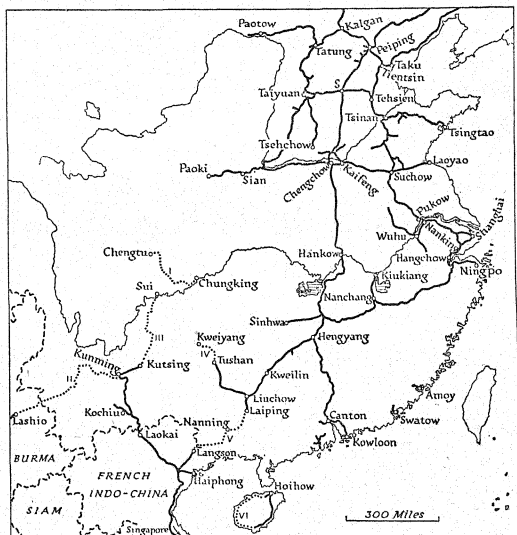 Paotow
Kalgan
Tatung
Peiping
Taku
Tientsin
Taiyuan
S
Tehsien
Tsinan
Tsingtao
Tsehchow
Paoki
Sian
Chengchow
Kaifeng
Laoyao
Suchow
Pukow
Shanghai
Wuhu
Nanking
Chengtu
Hankow
Hangchow
I
Kiukiang
Ningpo
Sui
Chungking
Nanchang
Sinhwa
III
Kweiyang
Hengyang
IV
Kunming
Kutsing
Tushan
II
Kweilin
Amoy
Kochiu
Liuchow
Lashio
Nanning
Laiping
Canton
Swatow
Laokai
V
Kowloon
BURMA
Langson
FRENCH
INDO-CHINA
Haiphong
Hoihow
SIAM
VI
300 Miles
Singapore